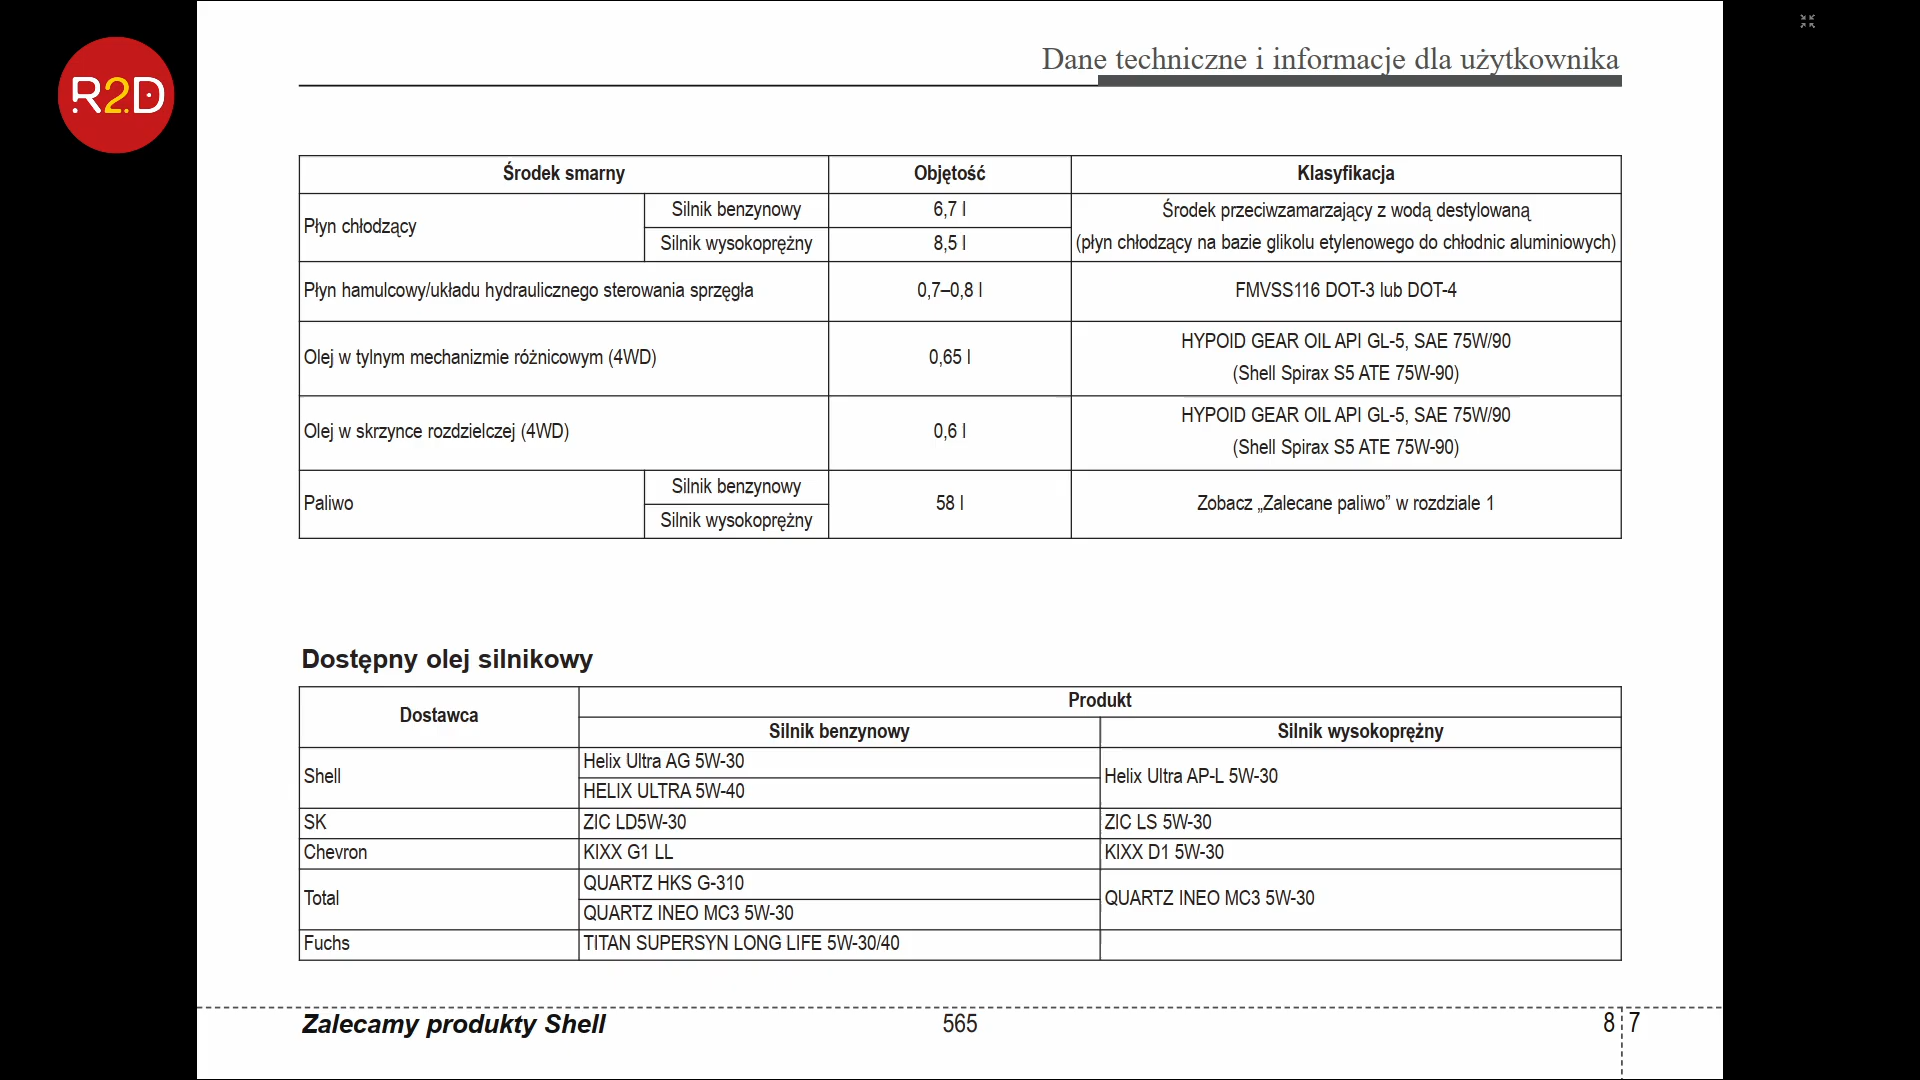 R2D
Dane techniczne i informacje dla użytkownika
Środek smarny
Objętość
Klasyfikacja
Płyn chłodzący
Silnik benzynowy
6,7 l
Silnik wysokoprężny
8,5 l
Środek przeciwzamarzający z wodą destylowaną
(płyn chłodzący na bazie glikolu etylenowego do chłodnic aluminiowych)
Płyn hamulcowy/układu hydraulicznego sterowania sprzęgła
0,7–0,8 l
FMVSS116 DOT-3 lub DOT-4
Olej w tylnym mechanizmie różnicowym (4WD)
0,65 l
HYPOID GEAR OIL API GL-5, SAE 75W/90
(Shell Spirax S5 ATE 75W-90)
Olej w skrzynce rozdzielczej (4WD)
0,6 l
HYPOID GEAR OIL API GL-5, SAE 75W/90
(Shell Spirax S5 ATE 75W-90)
Paliwo
Silnik benzynowy
Silnik wysokoprężny
58 l
Zobacz „Zalecane paliwo” w rozdziale 1
Dostępny olej silnikowy
Dostawca
Produkt
Silnik benzynowy
Silnik wysokoprężny
Shell
Helix Ultra AG 5W-30
HELIX ULTRA 5W-40
Helix Ultra AP-L 5W-30
SK
ZIC LD5W-30
ZIC LS 5W-30
Chevron
KIXX G1 LL
KIXX D1 5W-30
Total
QUARTZ HKS G-310
QUARTZ INEO MC3 5W-30
QUARTZ INEO MC3 5W-30
Fuchs
TITAN SUPERSYN LONG LIFE 5W-30/40
Zalecamy produkty Shell
565
8 7